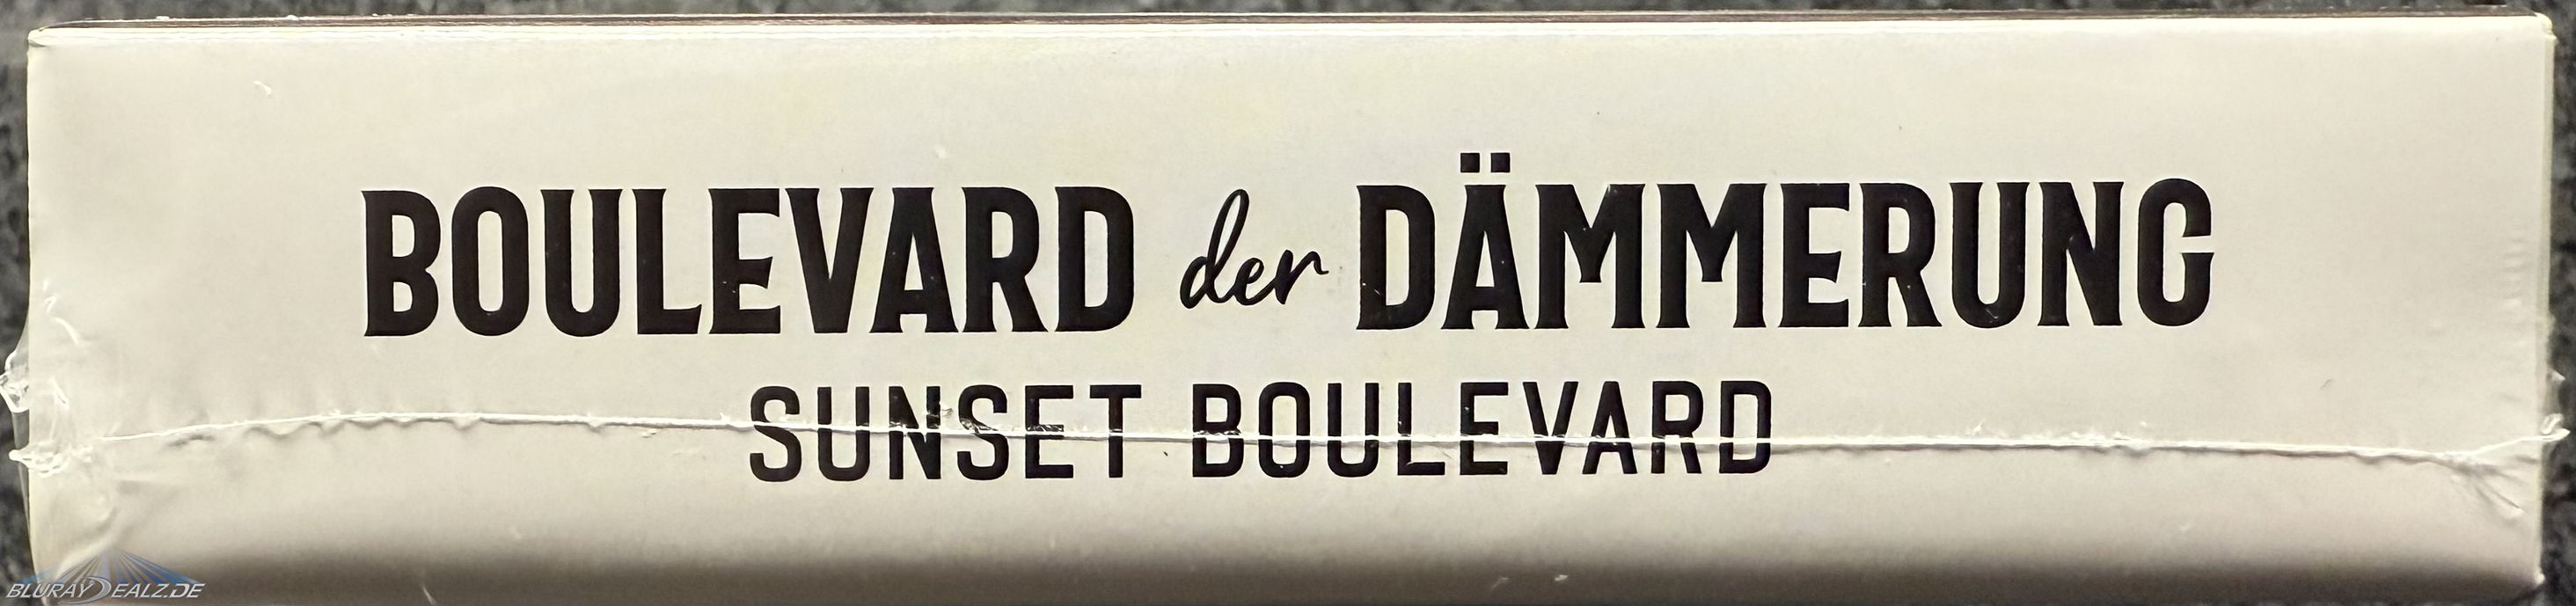 BOULEVARD der DÄMMERUNG
SUNSET BOULEVARD
BLURAYDEALZ.DE